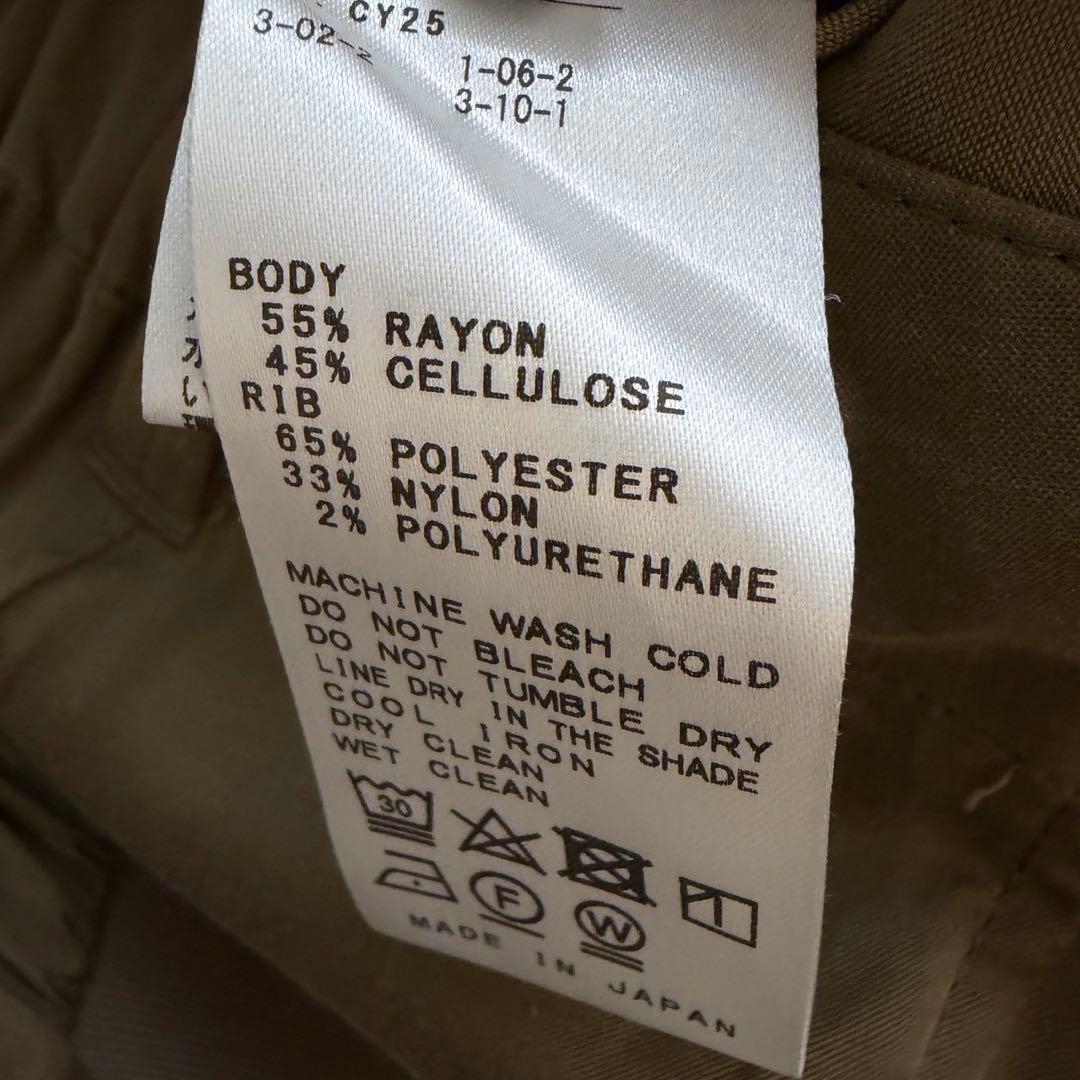 CY25
3-02-2
1-06-2
3-10-1
BODY
55% RAYON
45% CELLULOSE
RIB
65% POLYESTER
33% NYLON
2% POLYURETHANE
MACHINE WASH COLD
DO NOT BLEACH
DO NOT TUMBLE DRY
LINE DRY IN THE SHADE
COOL IRON
DRY CLEAN
WET CLEAN
30
F
W
MADE IN JAPAN